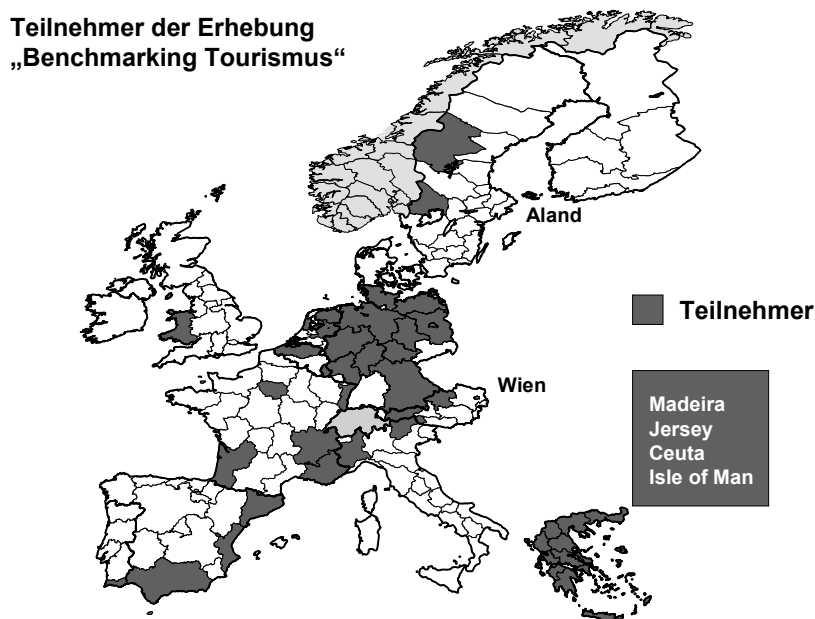 Teilnehmer der Erhebung
„Benchmarking Tourismus“
Aland
Teilnehmer
Wien
Madeira
Jersey
Ceuta
Isle of Man